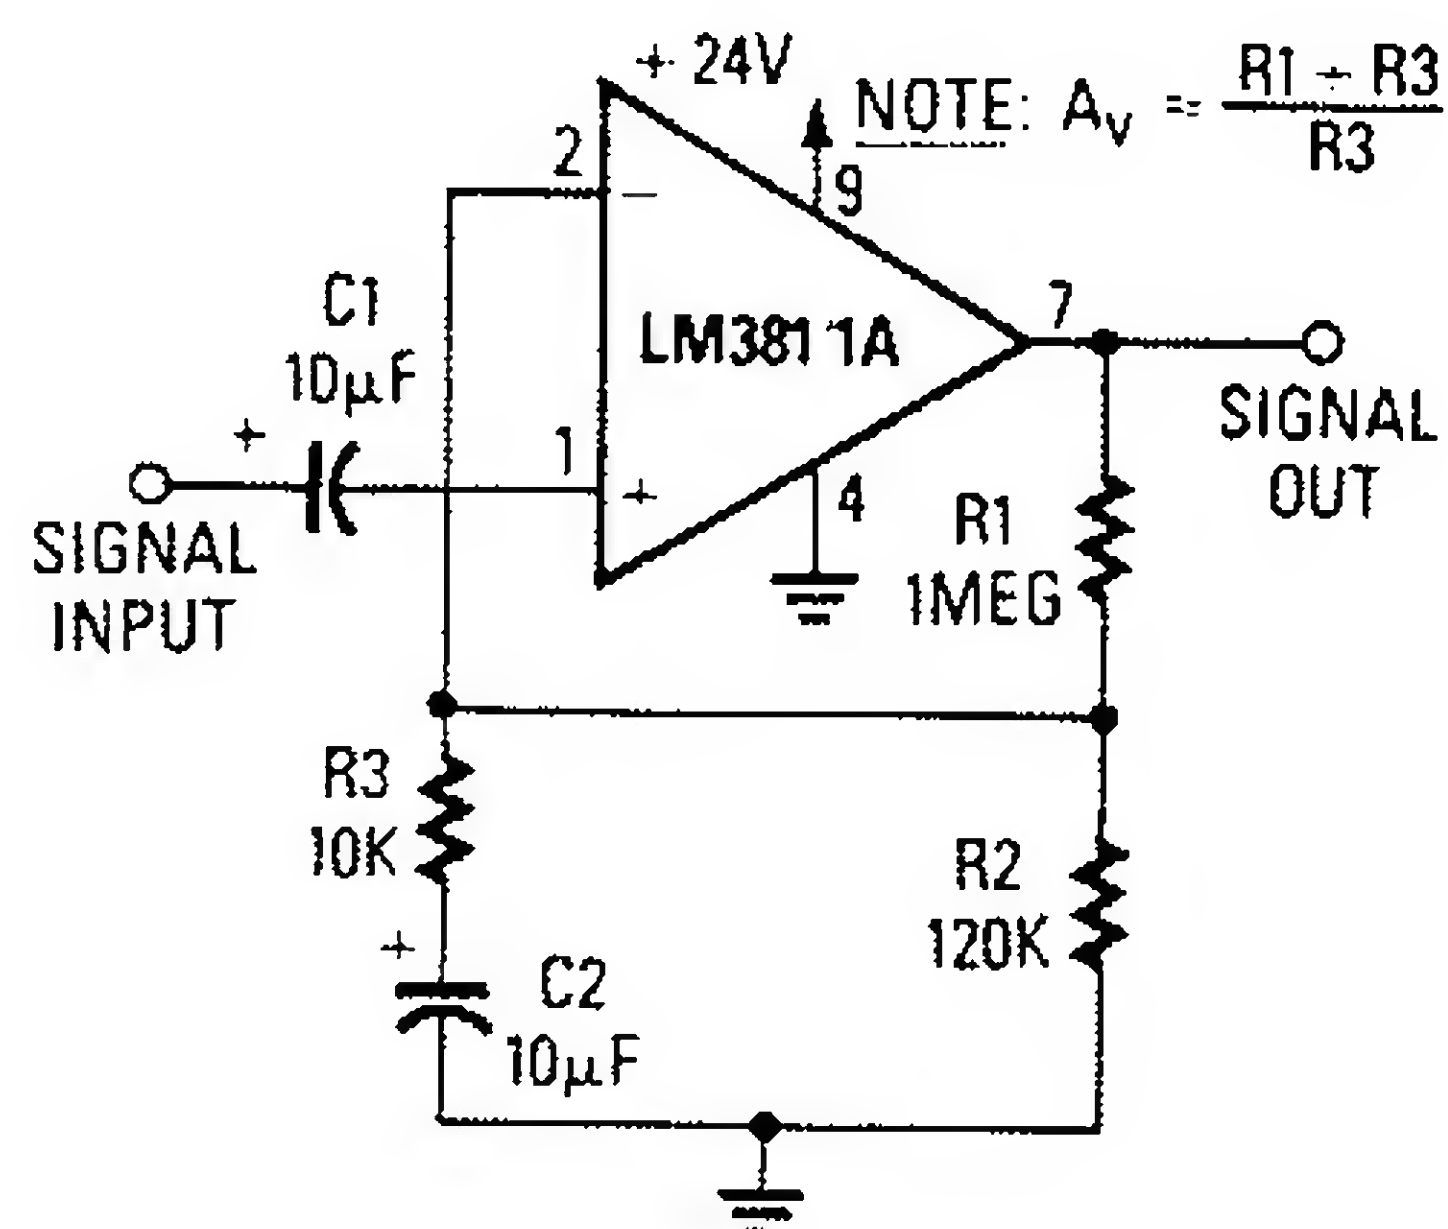 + 24V
NOTE: Av = R1 + R3
R3
2
9
−
C1
10µF
LM3811A
7
+
1
+
4
SIGNAL
INPUT
SIGNAL
OUT
R1
1MEG
R3
10K
+
R2
120K
C2
10µF